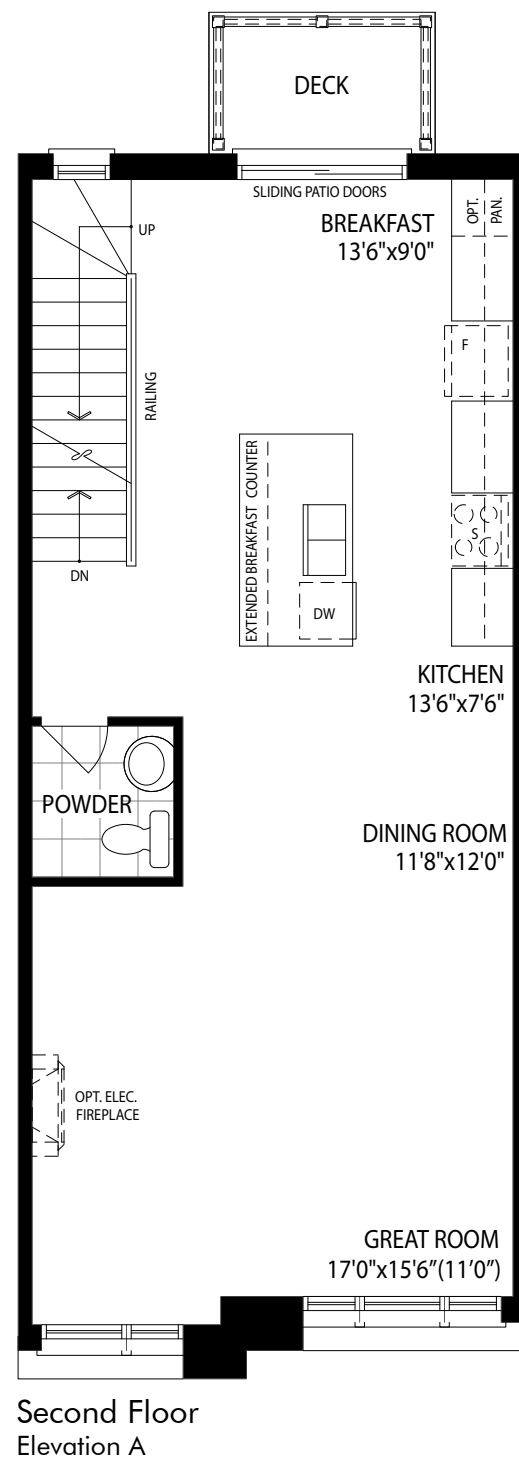 DECK
SLIDING PATIO DOORS
BREAKFAST
13'6"x9'0"
OPT.
PAN.
UP
F
RAILING
EXTENDED BREAKFAST COUNTER
S
DN
DW
KITCHEN
13'6"x7'6"
POWDER
DINING ROOM
11'8"x12'0"
OPT. ELEC.
FIREPLACE
GREAT ROOM
17'0"x15'6”(11’0”)
Second Floor
Elevation A